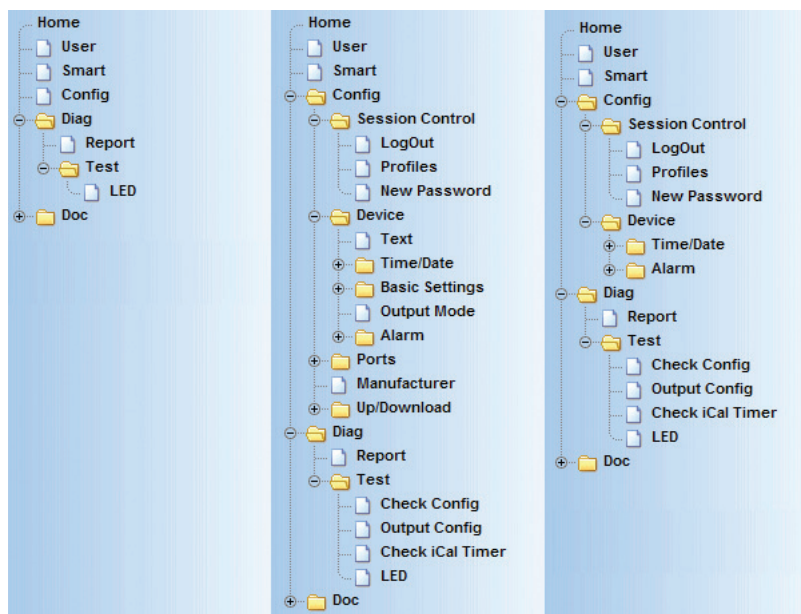 Home
User
Smart
Config
Diag
Report
Test
LED
Doc
Home
User
Smart
Config
Session Control
LogOut
Profiles
New Password
Device
Text
Time/Date
Basic Settings
Output Mode
Alarm
Ports
Manufacturer
Up/Download
Diag
Report
Test
Check Config
Output Config
Check iCal Timer
LED
Doc
Home
User
Smart
Config
Session Control
LogOut
Profiles
New Password
Device
Time/Date
Alarm
Diag
Report
Test
Check Config
Output Config
Check iCal Timer
LED
Doc